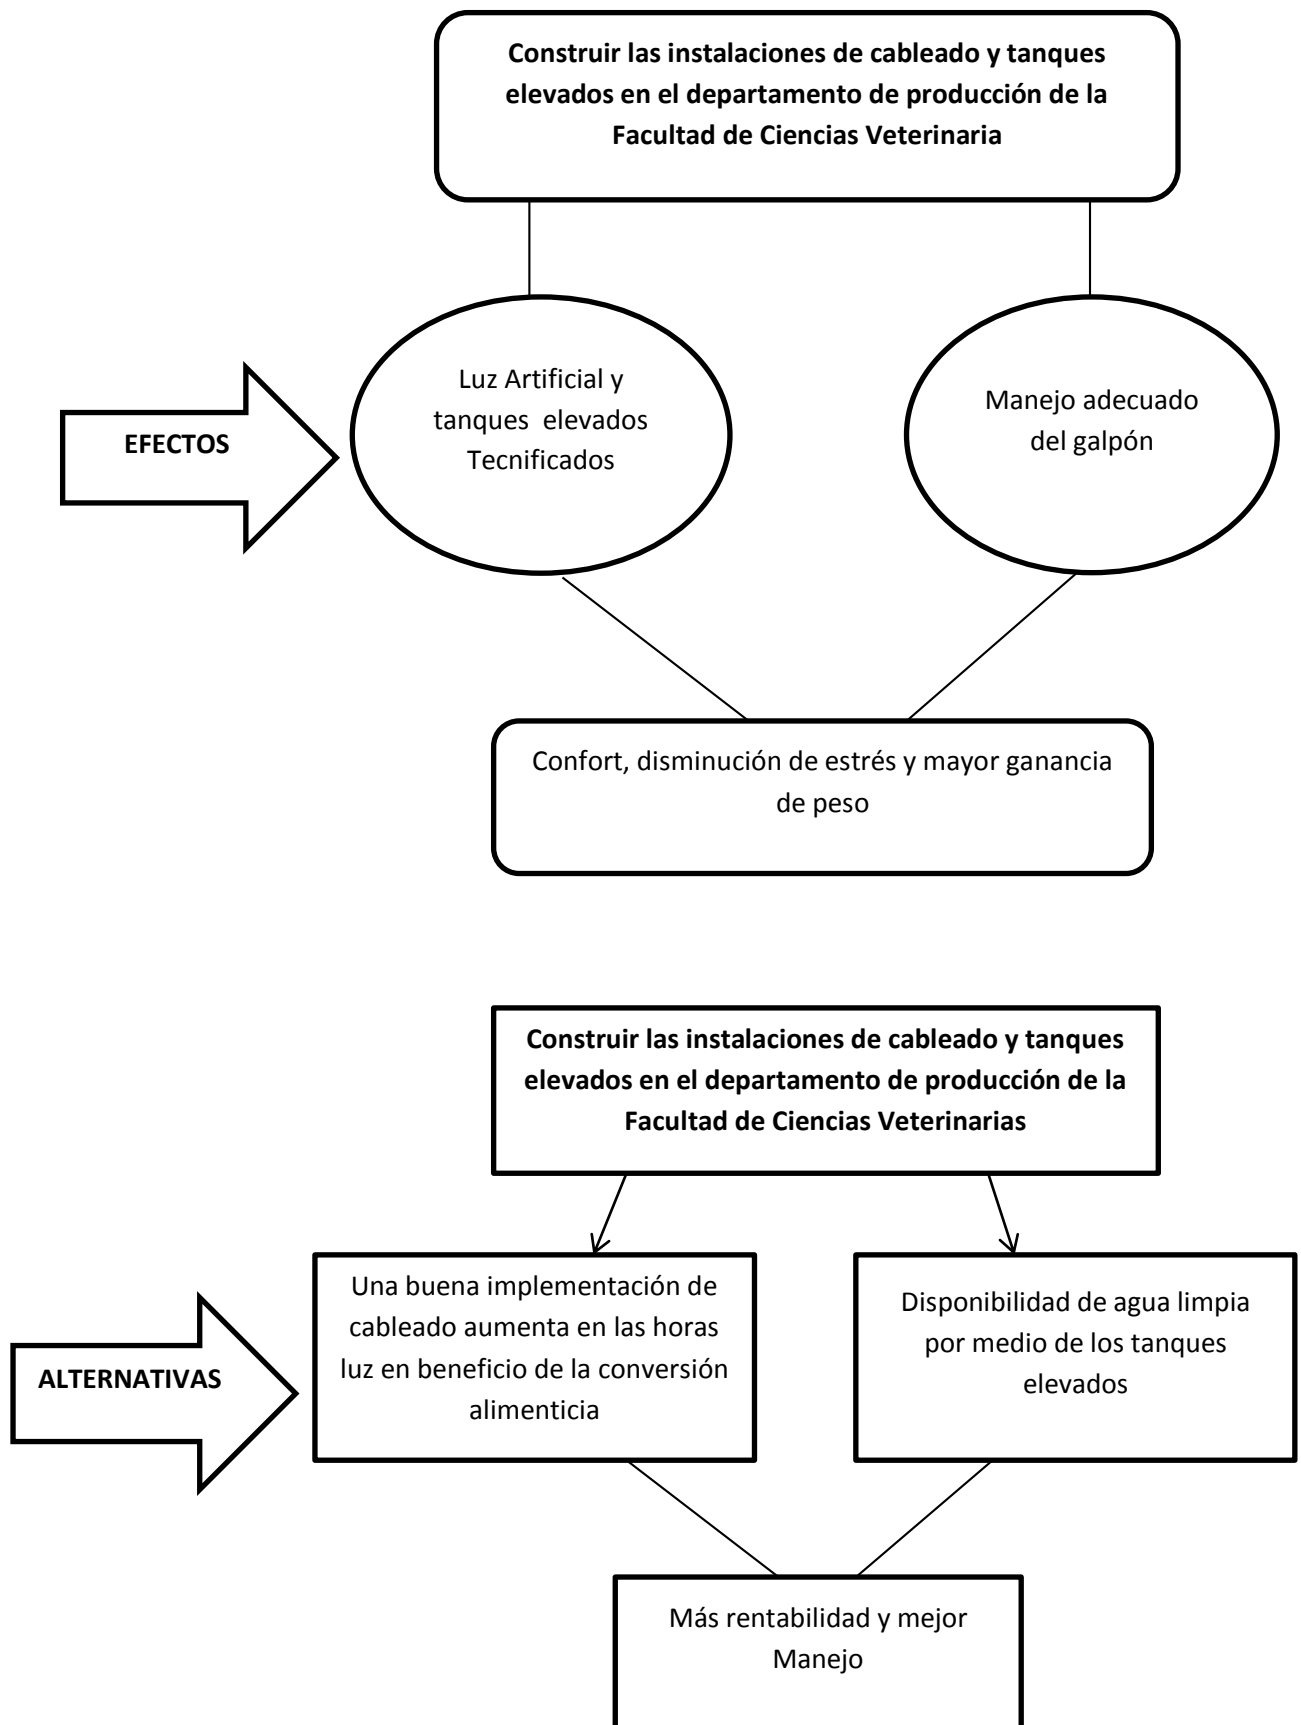 Construir las instalaciones de cableado y tanques
elevados en el departamento de producción de la
Facultad de Ciencias Veterinaria
EFECTOS
Luz Artificial y
tanques elevados
Tecnificados
Manejo adecuado
del galpón
Confort, disminución de estrés y mayor ganancia
de peso
Construir las instalaciones de cableado y tanques
elevados en el departamento de producción de la
Facultad de Ciencias Veterinarias
ALTERNATIVAS
Una buena implementación de
cableado aumenta en las horas
luz en beneficio de la conversión
alimenticia
Disponibilidad de agua limpia
por medio de los tanques
elevados
Más rentabilidad y mejor
Manejo